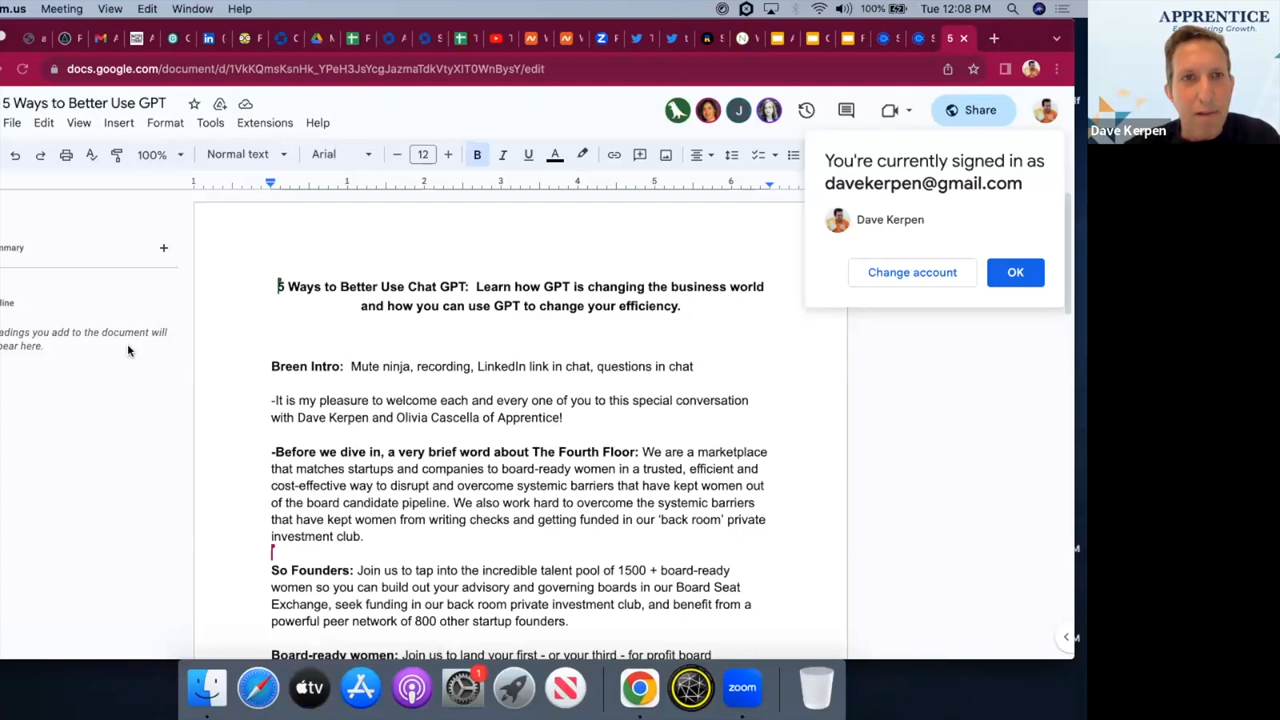 m.us Meeting View Edit Window Help 100% Tue 12:08 PM
5
docs.google.com/document/d/1VkKQmsKsnHk_YPeH3JsYcgJazmaTdkVtyXIT0WnBysY/edit
APPRENTICE
Dave Kerpen
5 Ways to Better Use GPT
J
Share
File Edit View Insert Format Tools Extensions Help
100% Normal text Arial 12 B I U A
1 1 2 3 4 5 6
You're currently signed in as
davekerpen@gmail.com
Dave Kerpen
Change account OK
mmary
line
adings you add to the document will
pear here.
5 Ways to Better Use Chat GPT: Learn how GPT is changing the business world
and how you can use GPT to change your efficiency.
Breen Intro: Mute ninja, recording, LinkedIn link in chat, questions in chat
-It is my pleasure to welcome each and every one of you to this special conversation
with Dave Kerpen and Olivia Cascella of Apprentice!
-Before we dive in, a very brief word about The Fourth Floor: We are a marketplace
that matches startups and companies to board-ready women in a trusted, efficient and
cost-effective way to disrupt and overcome systemic barriers that have kept women out
of the board candidate pipeline. We also work hard to overcome the systemic barriers
that have kept women from writing checks and getting funded in our ‘back room’ private
investment club.
So Founders: Join us to tap into the incredible talent pool of 1500 + board-ready
women so you can build out your advisory and governing boards in our Board Seat
Exchange, seek funding in our back room private investment club, and benefit from a
powerful peer network of 800 other startup founders.
Board-ready women: Join us to land your first - or your third - for profit board
tv 1 zoom